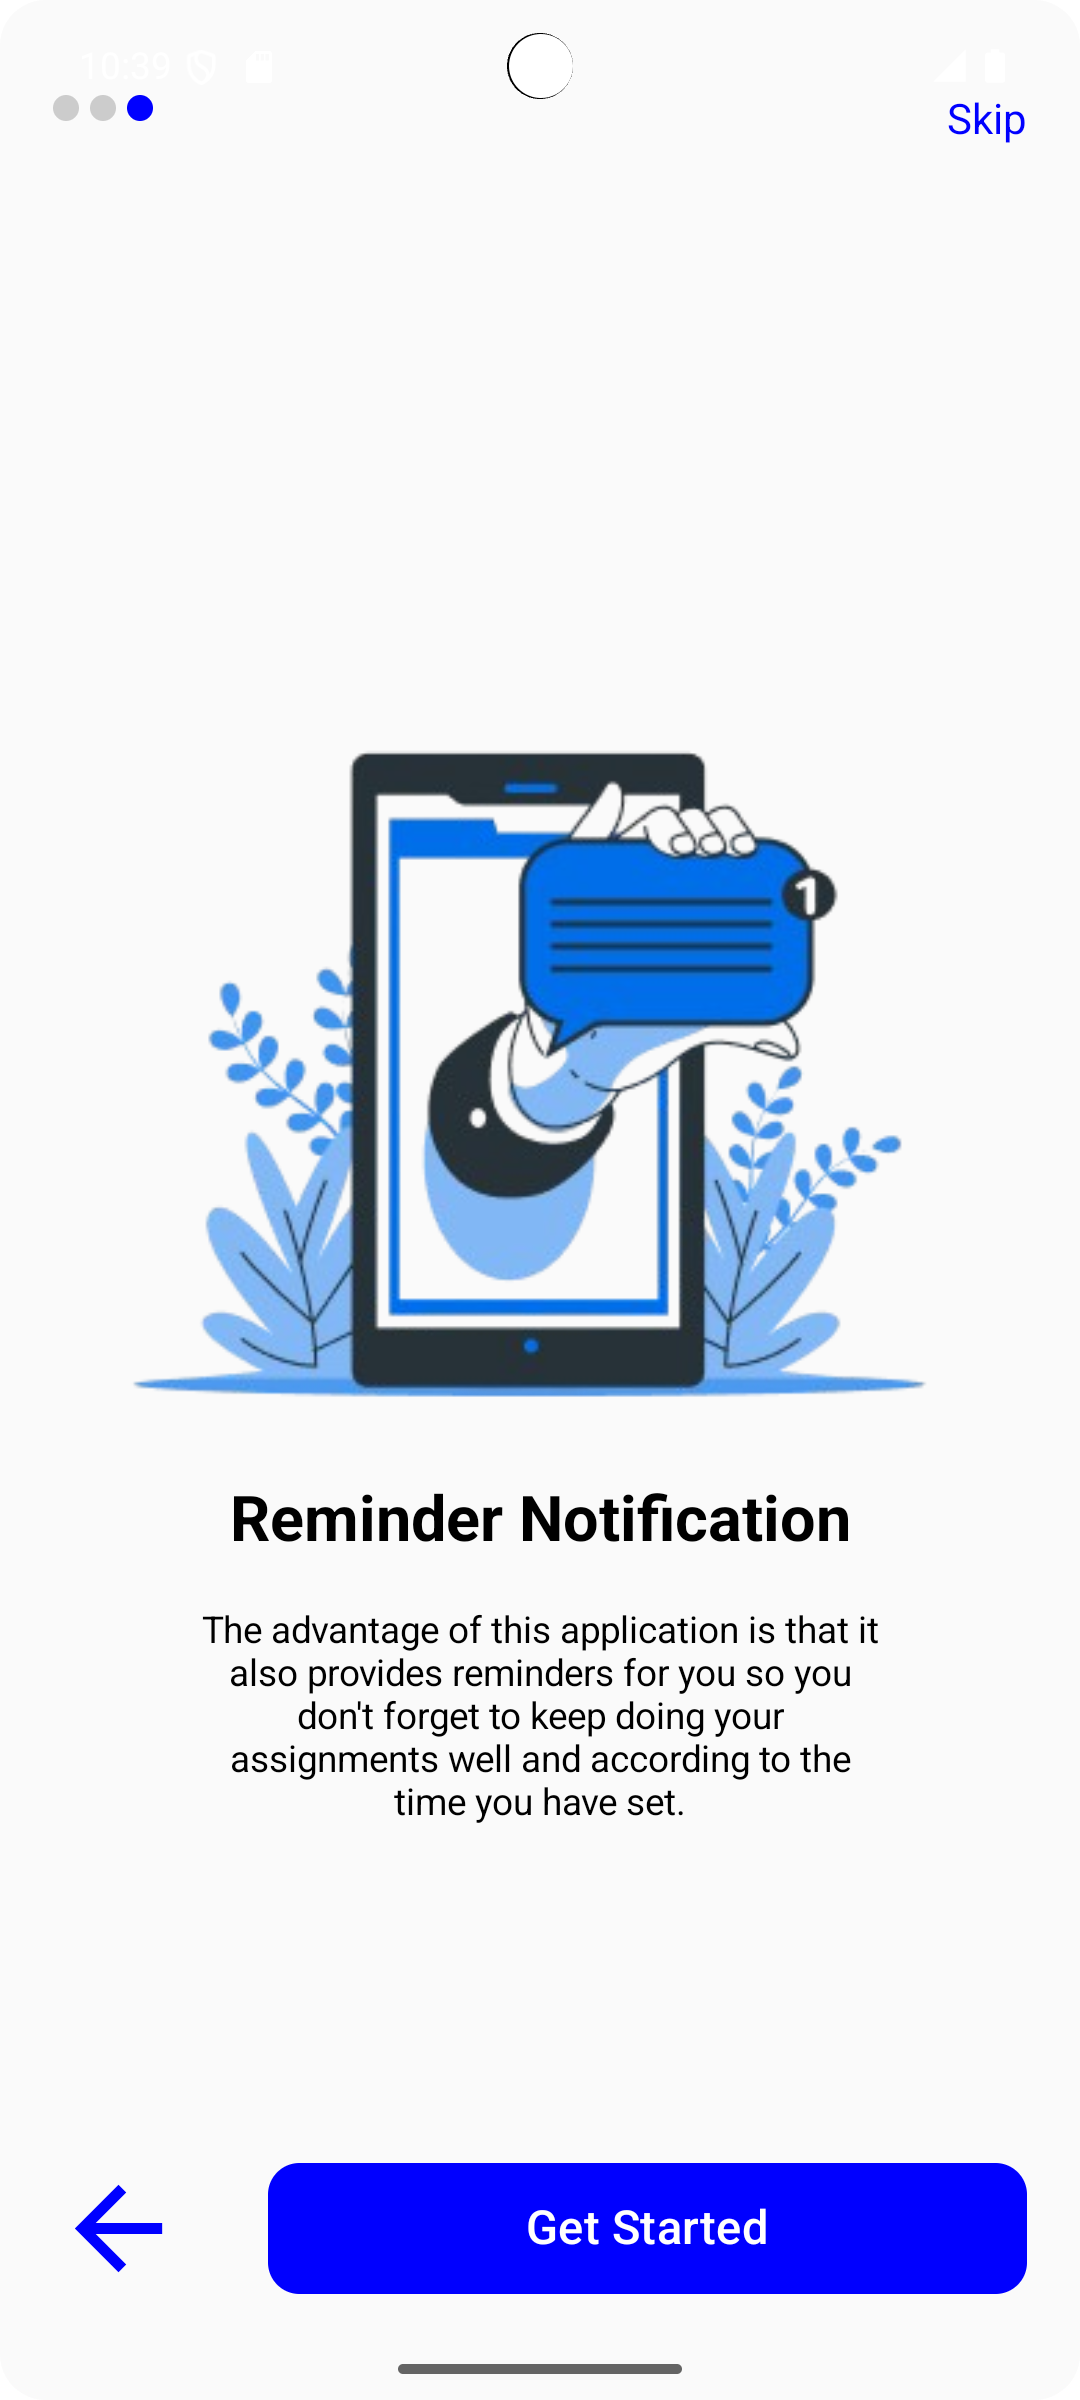 10:39
Skip
1
Reminder Notification
The advantage of this application is that it
also provides reminders for you so you
don't forget to keep doing your
assignments well and according to the
time you have set.
Get Started